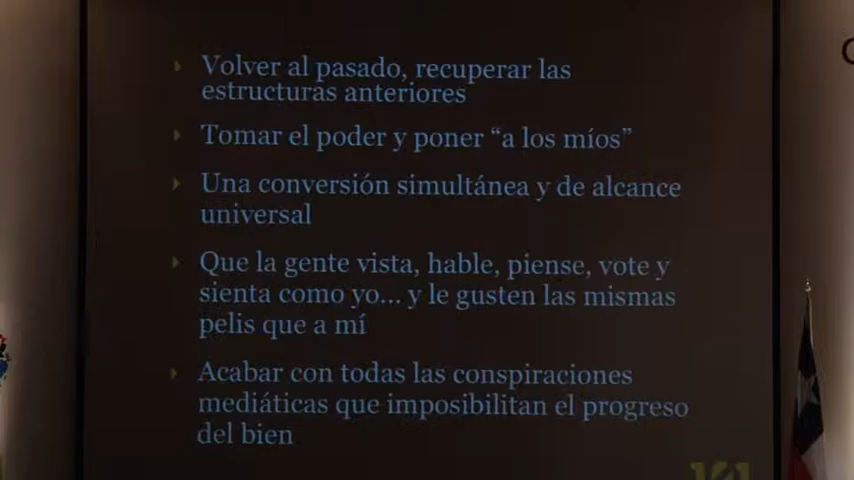 Volver al pasado, recuperar las
estructuras anteriores
Tomar el poder y poner “a los míos”
Una conversión simultánea y de alcance
universal
Que la gente vista, hable, piense, vote y
sienta como yo... y le gusten las mismas
pelis que a mí
Acabar con todas las conspiraciones
mediáticas que imposibilitan el progreso
del bien